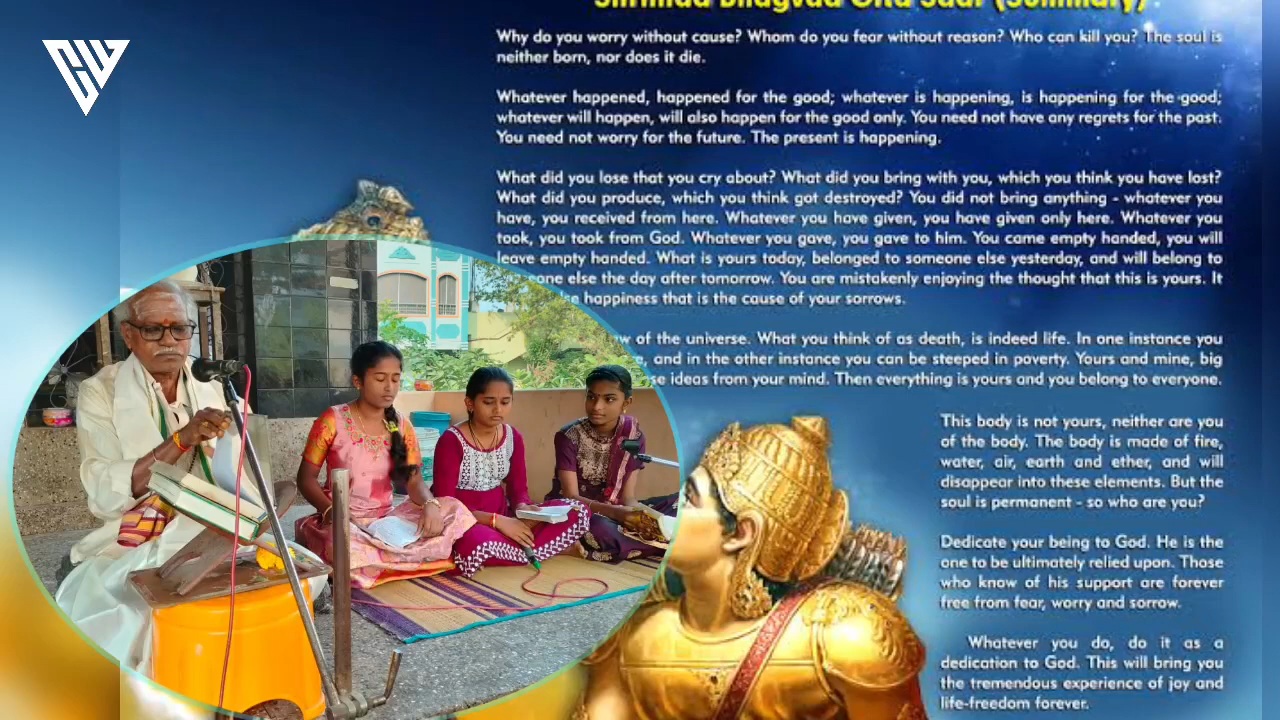 Shrimad Bhagvad Gita Saar (Summary)
Why do you worry without cause? Whom do you fear without reason? Who can kill you? The soul is
neither born, nor does it die.
Whatever happened, happened for the good; whatever is happening, is happening for the good;
whatever will happen, will also happen for the good only. You need not have any regrets for the past.
You need not worry for the future. The present is happening.
What did you lose that you cry about? What did you bring with you, which you think you have lost?
What did you produce, which you think got destroyed? You did not bring anything - whatever you
have, you received from here. Whatever you have given, you have given only here. Whatever you
took, you took from God. Whatever you gave, you gave to him. You came empty handed, you will
leave empty handed. What is yours today, belonged to someone else yesterday, and will belong to
else the day after tomorrow. You are mistakenly enjoying the thought that this is yours. It
happiness that is the cause of your sorrows.
of the universe. What you think of as death, is indeed life. In one instance you
and in the other instance you can be steeped in poverty. Yours and mine, big
ideas from your mind. Then everything is yours and you belong to everyone.
This body is not yours, neither are you
of the body. The body is made of fire,
water, air, earth and ether, and will
disappear into these elements. But the
soul is permanent - so who are you?
Dedicate your being to God. He is the
one to be ultimately relied upon. Those
who know of his support are forever
free from fear, worry and sorrow.
Whatever you do, do it as a
dedication to God. This will bring you
the tremendous experience of joy and
life-freedom forever.